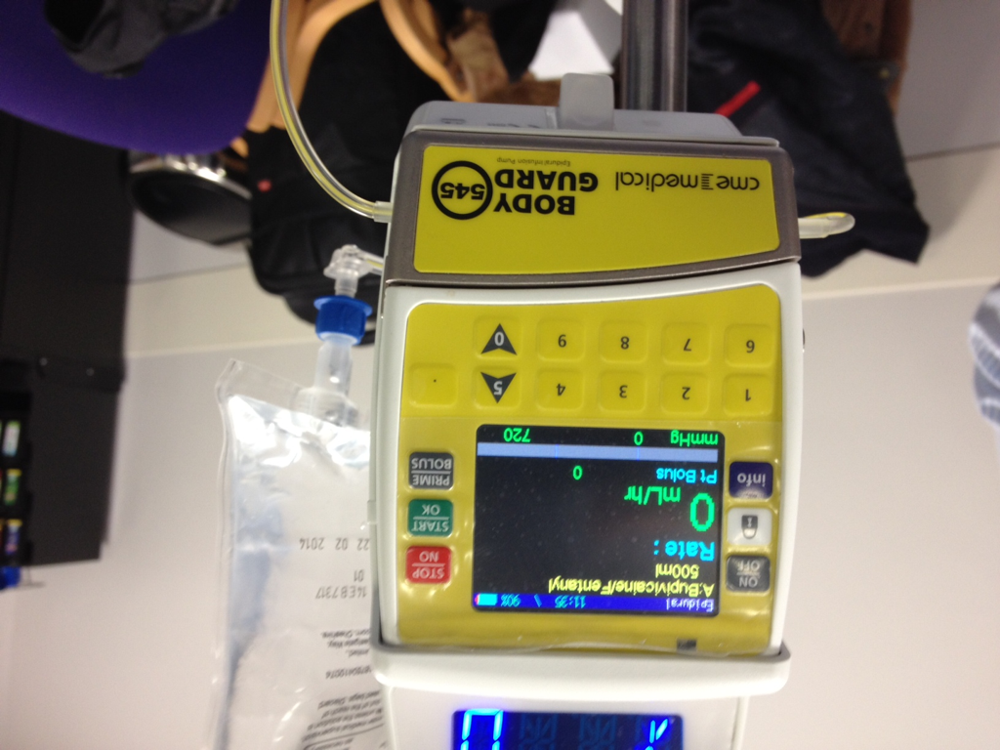 Epidural 11:35 90%
A:Bupivicaine/Fentanyl
500ml
Rate:
0 mL/hr
Pt Bolus 0
mmHg 0 720
ON
OFF
info
STOP
NO
START
OK
PRIME
BOLUS
1 2 3 4 5 .
6 7 8 9 0
cme medical
BODY
GUARD
545
Epidural Infusion Pump
22 02 2014
01
14EB7317